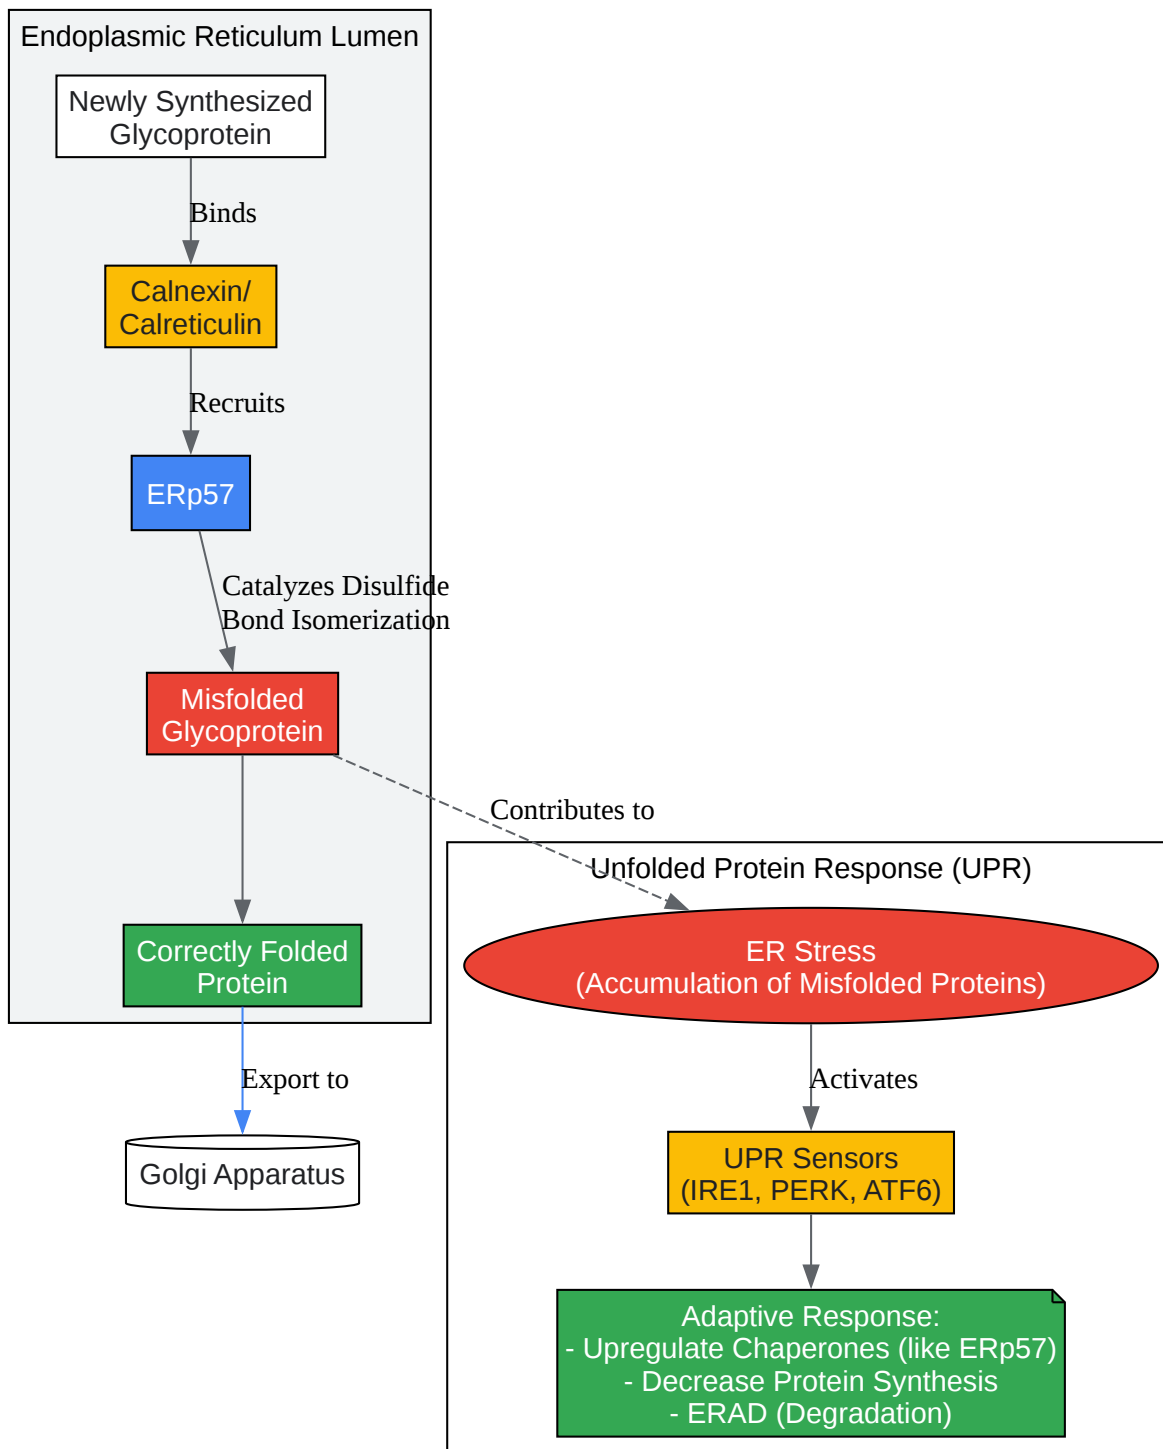 Endoplasmic Reticulum Lumen
Newly Synthesized
Glycoprotein
Binds
Calnexin/
Calreticulin
Recruits
ERp57
Catalyzes Disulfide
Bond Isomerization
Misfolded
Glycoprotein
Contributes to
Unfolded Protein Response (UPR)
Correctly Folded
Protein
ER Stress
(Accumulation of Misfolded Proteins)
Export to
Activates
Golgi Apparatus
UPR Sensors
(IRE1, PERK, ATF6)
Adaptive Response:
- Upregulate Chaperones (like ERp57)
- Decrease Protein Synthesis
- ERAD (Degradation)